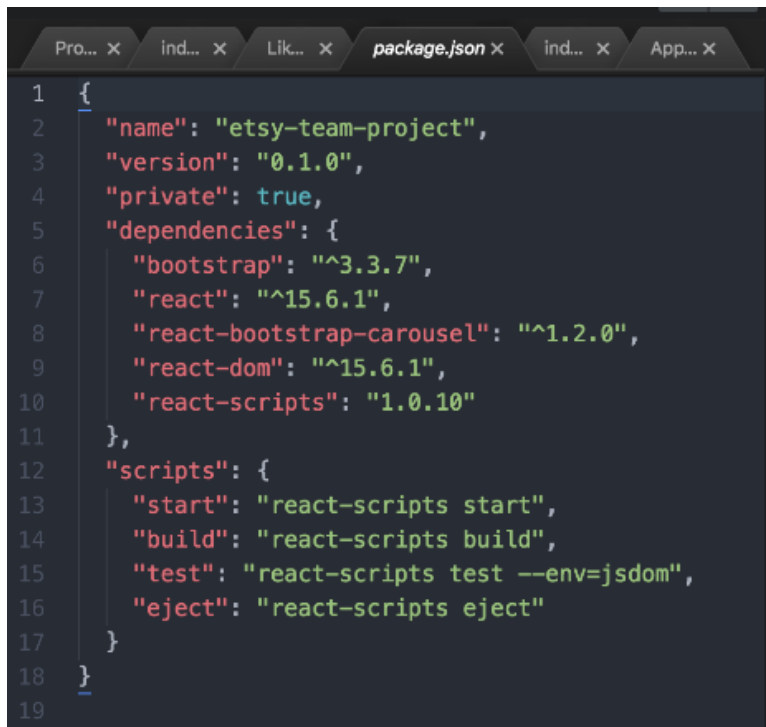 Pro... × ind... × Lik... × package.json × ind... × App... ×
1 {
2 "name": "etsy-team-project",
3 "version": "0.1.0",
4 "private": true,
5 "dependencies": {
6 "bootstrap": "^3.3.7",
7 "react": "^15.6.1",
8 "react-bootstrap-carousel": "^1.2.0",
9 "react-dom": "^15.6.1",
10 "react-scripts": "1.0.10"
11 },
12 "scripts": {
13 "start": "react-scripts start",
14 "build": "react-scripts build",
15 "test": "react-scripts test --env=jsdom",
16 "eject": "react-scripts eject"
17 }
18 }
19